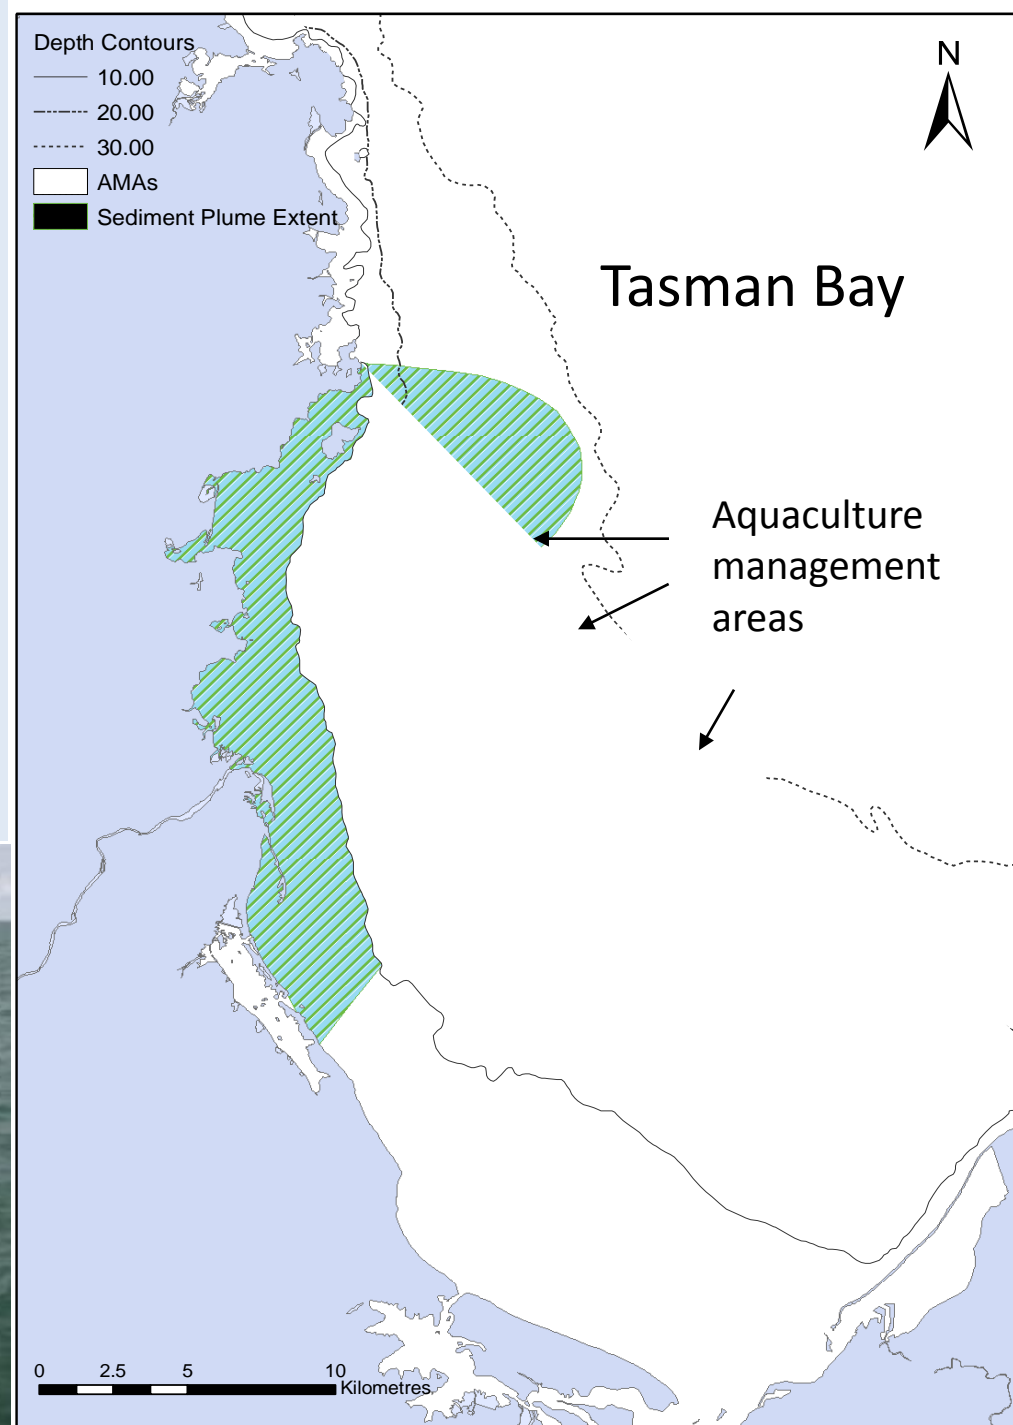 Depth Contours
10.00
20.00
30.00
AMAs
Sediment Plume Extent
N
Tasman Bay
Aquaculture
management
areas
0 2.5 5 10
Kilometres